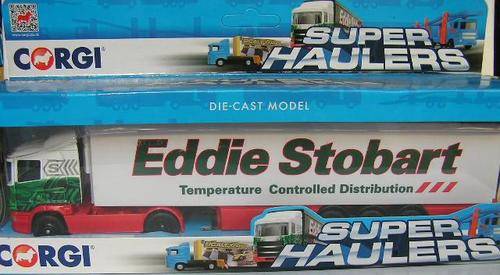 CORGI®
SUPER
HAULERS
DIE-CAST MODEL
Eddie Stobart
Temperature Controlled Distribution
CORGI®
SUPER
HAULERS